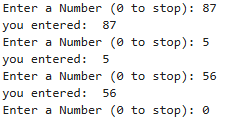 Enter a Number (0 to stop): 87
you entered:  87
Enter a Number (0 to stop): 5
you entered:  5
Enter a Number (0 to stop): 56
you entered:  56
Enter a Number (0 to stop): 0